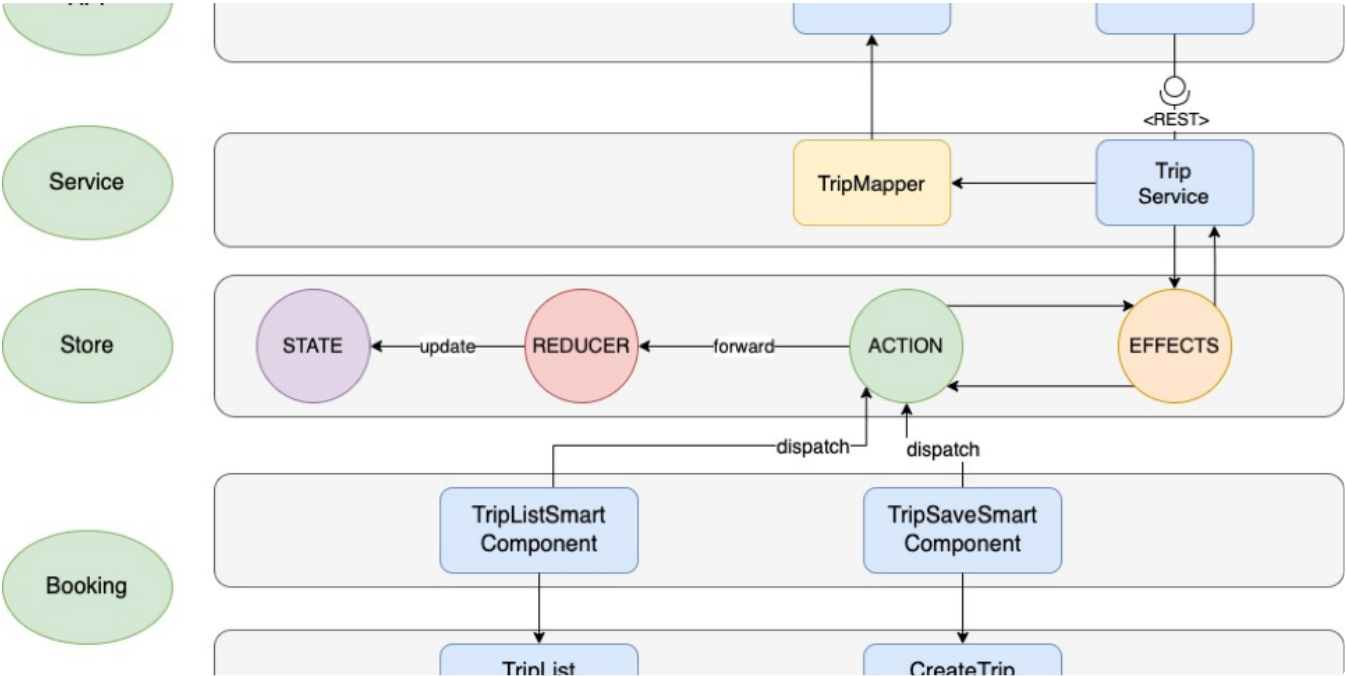 <REST>
Service
TripMapper
Trip
Service
Store
STATE
update
REDUCER
forward
ACTION
EFFECTS
dispatch
dispatch
TripListSmart
Component
TripSaveSmart
Component
Booking
TripList
CreateTrip